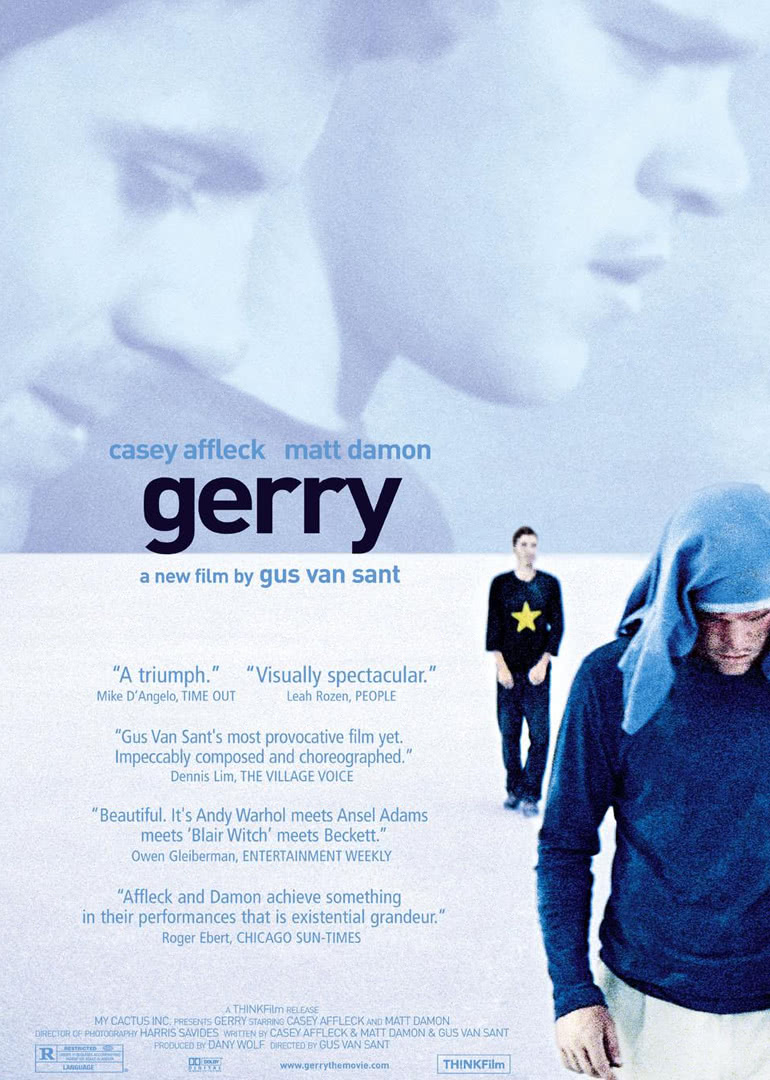 casey affleck matt damon
gerry
a new film by gus van sant
“A triumph.” “Visually spectacular.”
Mike D’Angelo, TIME OUT Leah Rozen, PEOPLE
“Gus Van Sant's most provocative film yet.
Impeccably composed and choreographed.”
Dennis Lim, THE VILLAGE VOICE
“Beautiful. It's Andy Warhol meets Ansel Adams
meets ‘Blair Witch’ meets Beckett.”
Owen Gleiberman, ENTERTAINMENT WEEKLY
“Affleck and Damon achieve something
in their performances that is existential grandeur.”
Roger Ebert, CHICAGO SUN-TIMES
A THINKFilm RELEASE
MY CACTUS INC. PRESENTS GERRY STARRING CASEY AFFLECK AND MATT DAMON
DIRECTOR OF PHOTOGRAPHY HARRIS SAVIDES WRITTEN BY CASEY AFFLECK & MATT DAMON & GUS VAN SANT
PRODUCED BY DANY WOLF DIRECTED BY GUS VAN SANT
R RESTRICTED
LANGUAGE
DOLBY
DIGITAL
www.gerrythemovie.com
THINKFilm